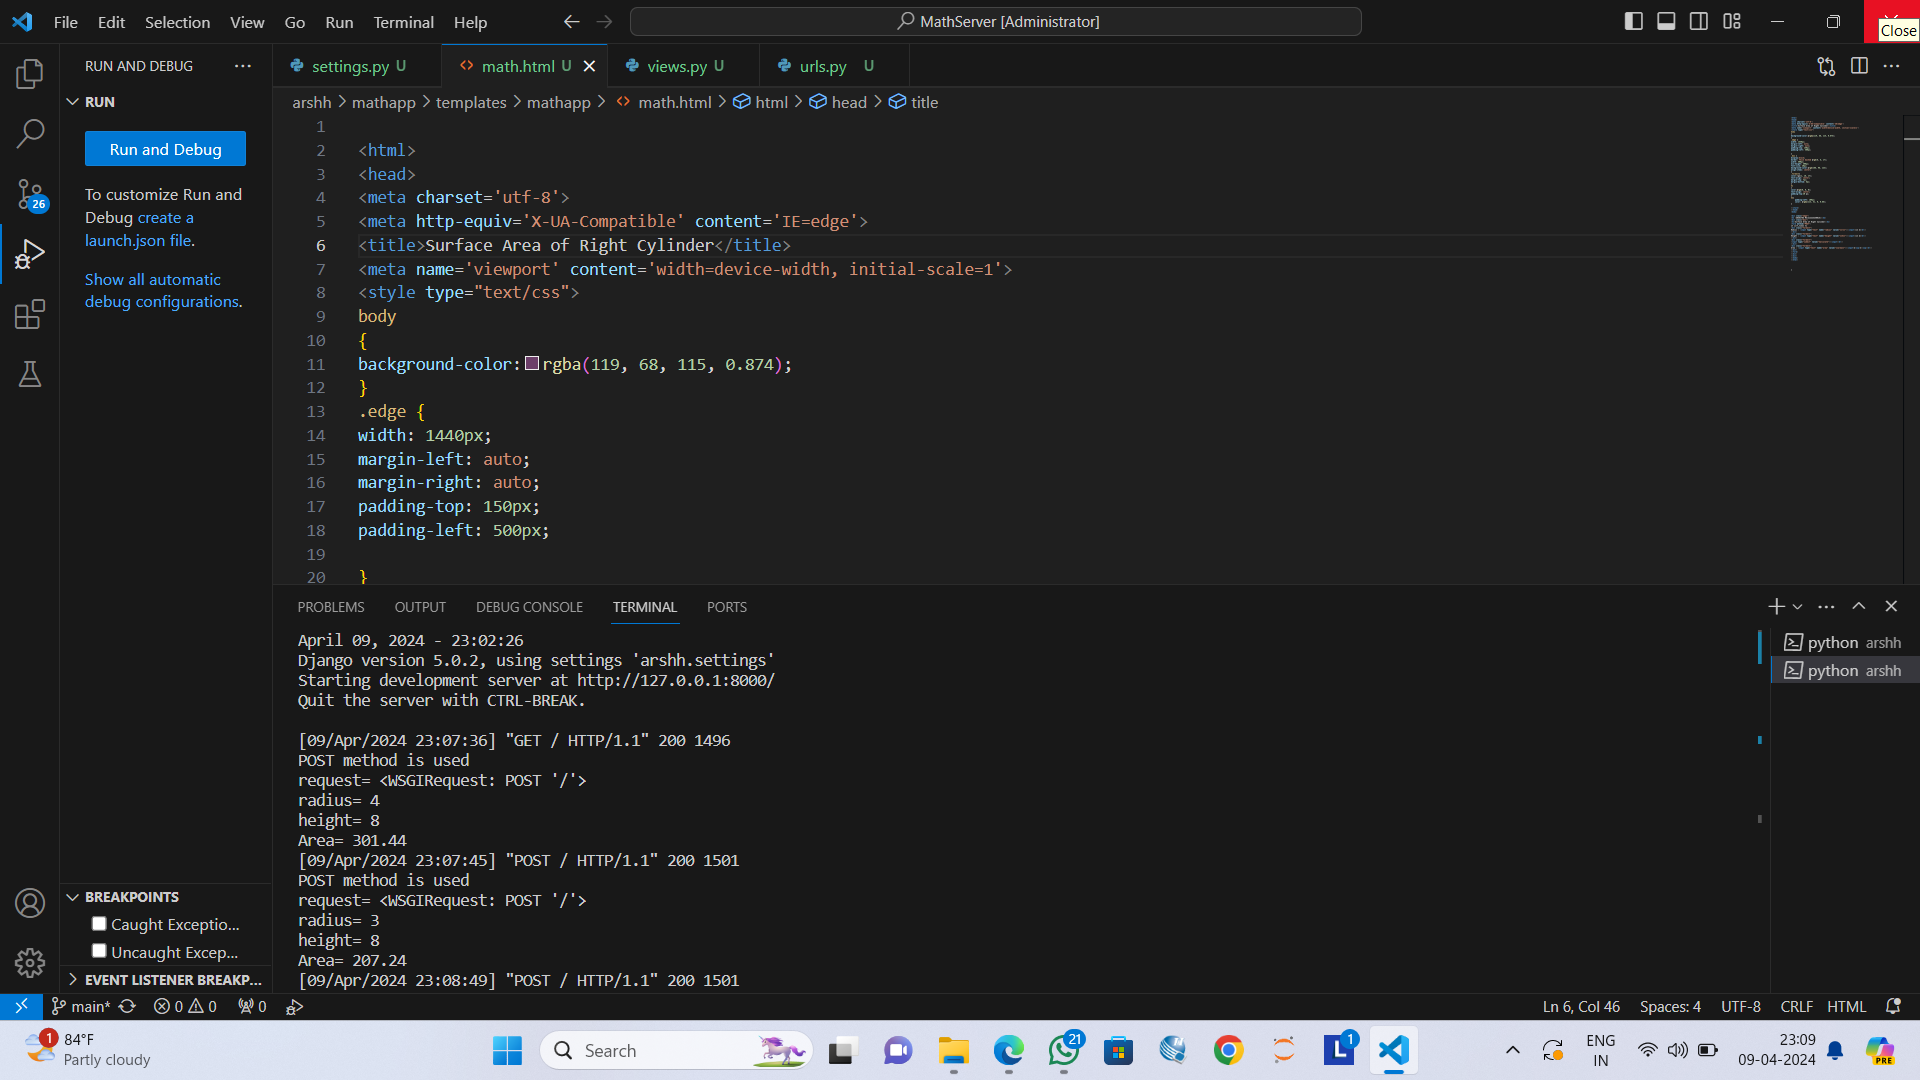 File Edit Selection View Go Run Terminal Help
MathServer [Administrator]
Close
RUN AND DEBUG
settings.py U
math.html U
views.py U
urls.py U
RUN
Run and Debug
To customize Run and
Debug create a
launch.json file.
Show all automatic
debug configurations.
26
arshh > mathapp > templates > mathapp > math.html > html > head > title
1
2 <html>
3 <head>
4 <meta charset='utf-8'>
5 <meta http-equiv='X-UA-Compatible' content='IE=edge'>
6 <title>Surface Area of Right Cylinder</title>
7 <meta name='viewport' content='width=device-width, initial-scale=1'>
8 <style type="text/css">
9 body
10 {
11 background-color: rgba(119, 68, 115, 0.874);
12 }
13 .edge {
14 width: 1440px;
15 margin-left: auto;
16 margin-right: auto;
17 padding-top: 150px;
18 padding-left: 500px;
19
20 }
PROBLEMS OUTPUT DEBUG CONSOLE TERMINAL PORTS
April 09, 2024 - 23:02:26
Django version 5.0.2, using settings 'arshh.settings'
Starting development server at http://127.0.0.1:8000/
Quit the server with CTRL-BREAK.
[09/Apr/2024 23:07:36] "GET / HTTP/1.1" 200 1496
POST method is used
request= <WSGIRequest: POST '/'>
radius= 4
height= 8
Area= 301.44
[09/Apr/2024 23:07:45] "POST / HTTP/1.1" 200 1501
POST method is used
request= <WSGIRequest: POST '/'>
radius= 3
height= 8
Area= 207.24
[09/Apr/2024 23:08:49] "POST / HTTP/1.1" 200 1501
python arshh
python arshh
BREAKPOINTS
Caught Exceptio...
Uncaught Excep...
EVENT LISTENER BREAKP...
main* 0 0 0
Ln 6, Col 46 Spaces: 4 UTF-8 CRLF HTML
1
84°F
Partly cloudy
Search
21
L
1
ENG
IN
23:09
09-04-2024
PRE